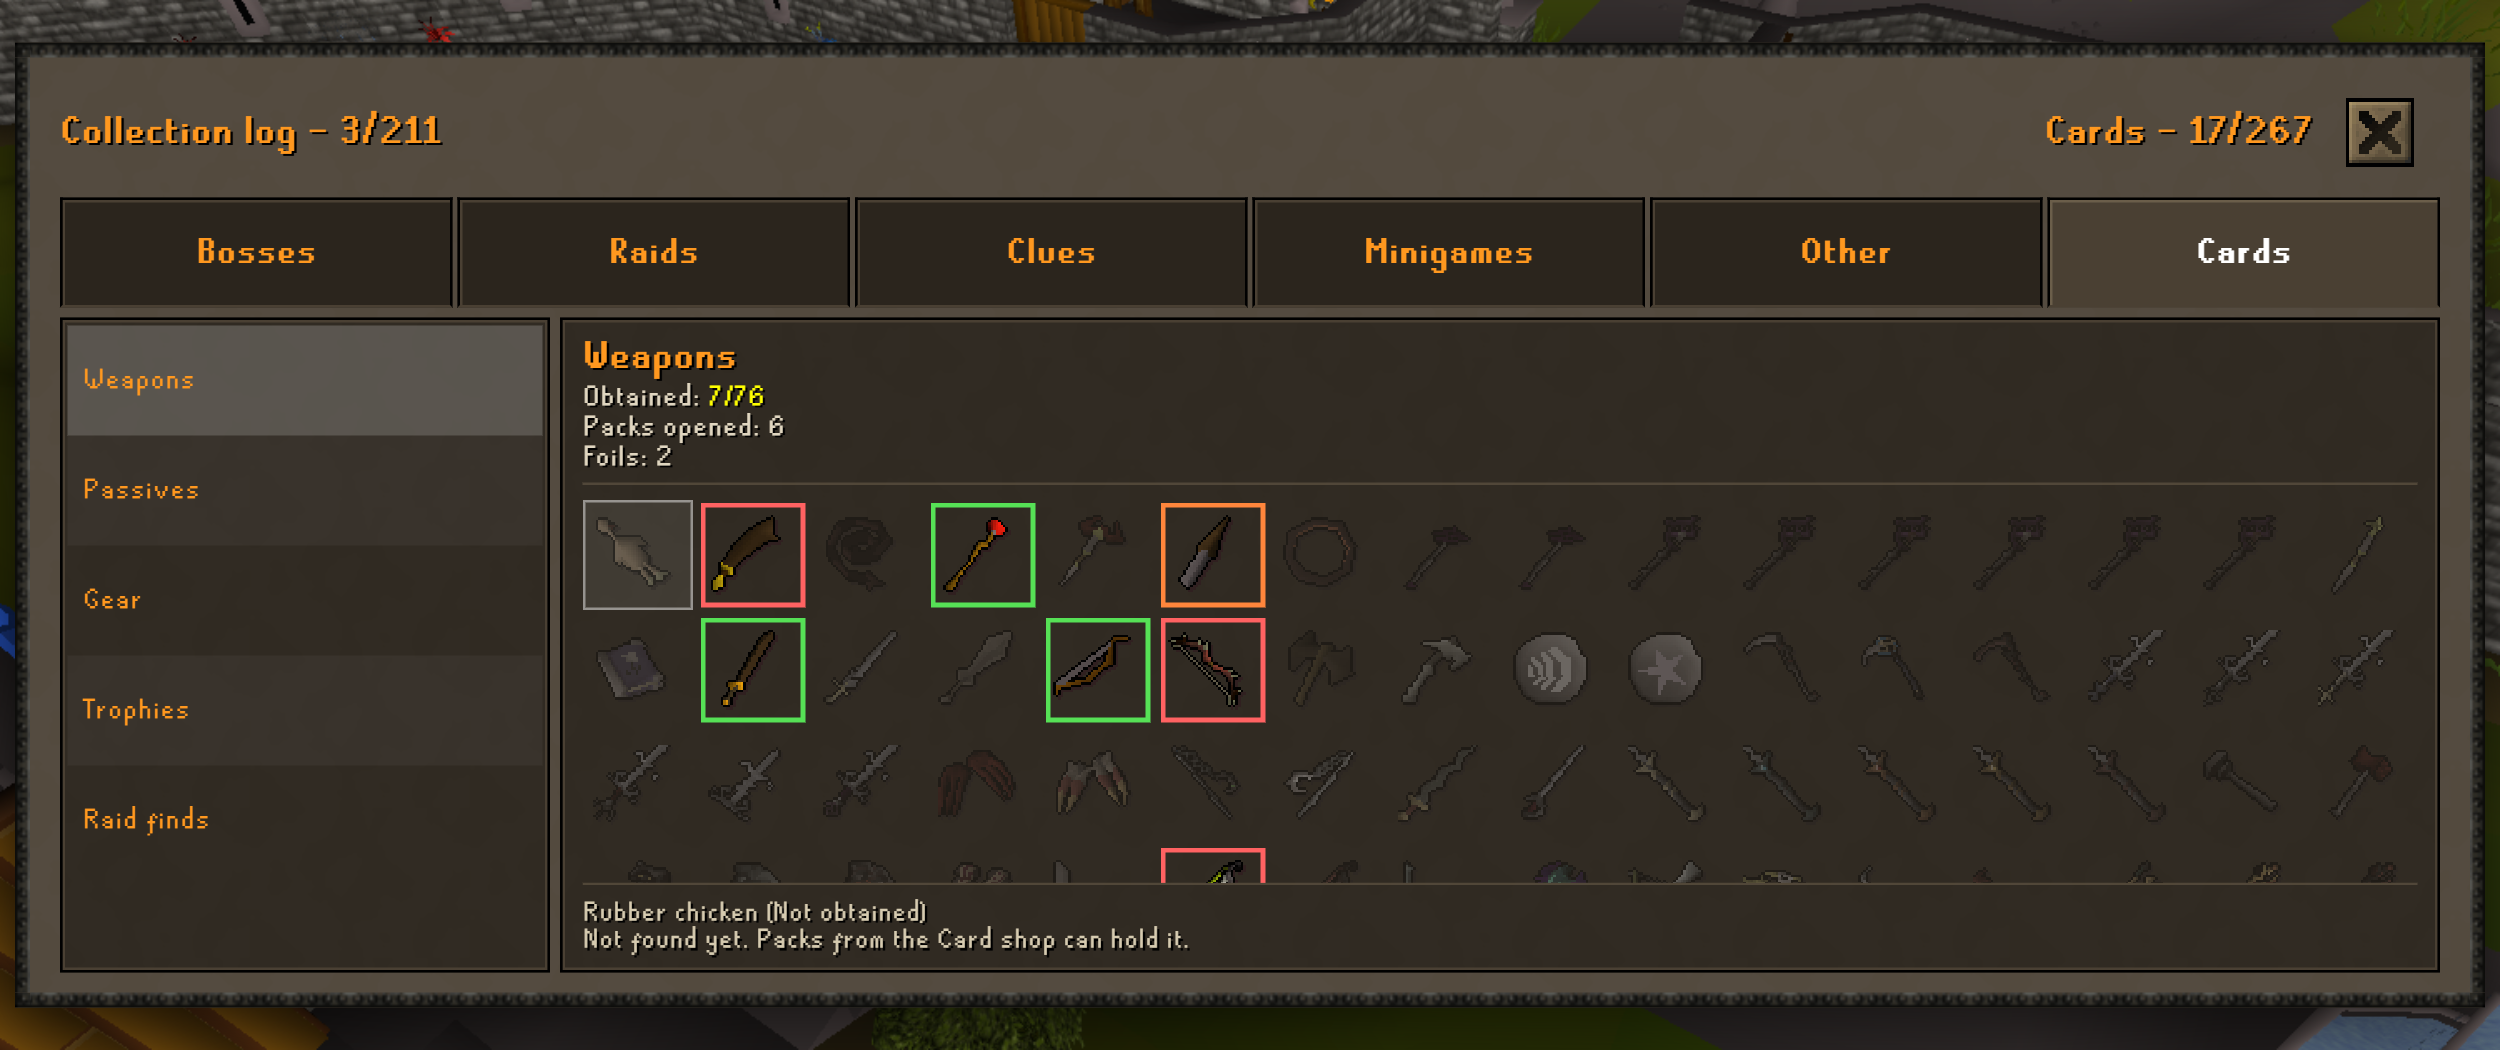 Collection log - 3/211
Cards - 17/267
Bosses
Raids
Clues
Minigames
Other
Cards
Weapons
Passives
Gear
Trophies
Raid finds
Weapons
Obtained: 7/76
Packs opened: 6
Foils: 2
Rubber chicken (Not obtained)
Not found yet. Packs from the Card shop can hold it.